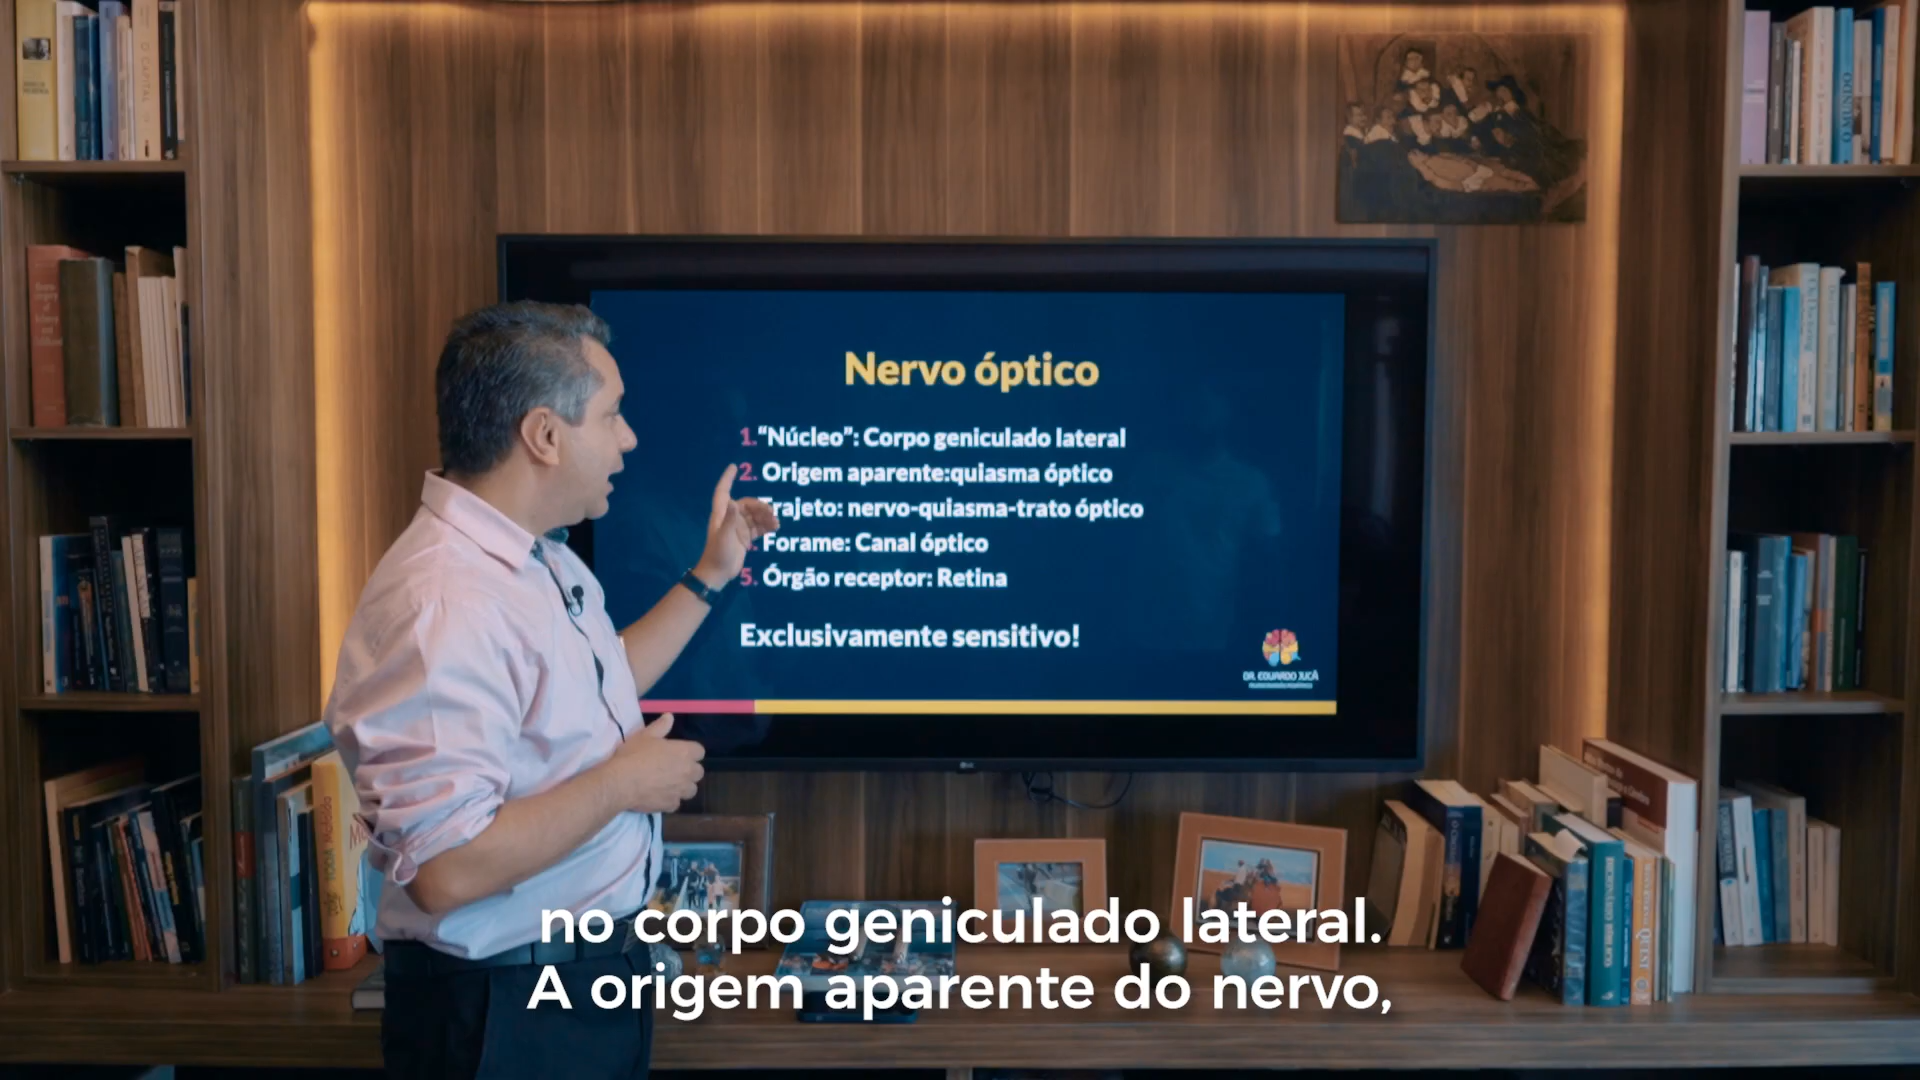 Nervo óptico
1.“Núcleo”: Corpo geniculado lateral
2. Origem aparente:quiasma óptico
Trajeto: nervo-quiasma-trato óptico
Forame: Canal óptico
5. Órgão receptor: Retina
Exclusivamente sensitivo!
DR. EDUARDO JUCÁ
no corpo geniculado lateral.
A origem aparente do nervo,